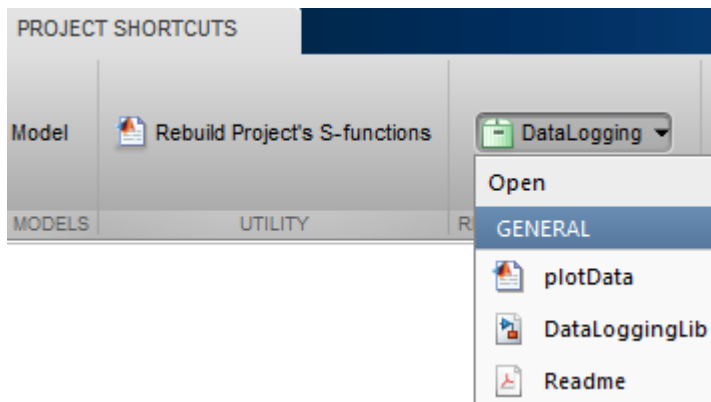 PROJECT SHORTCUTS
Model
Rebuild Project's S-functions
DataLogging
MODELS
UTILITY
Open
GENERAL
plotData
DataLoggingLib
Readme